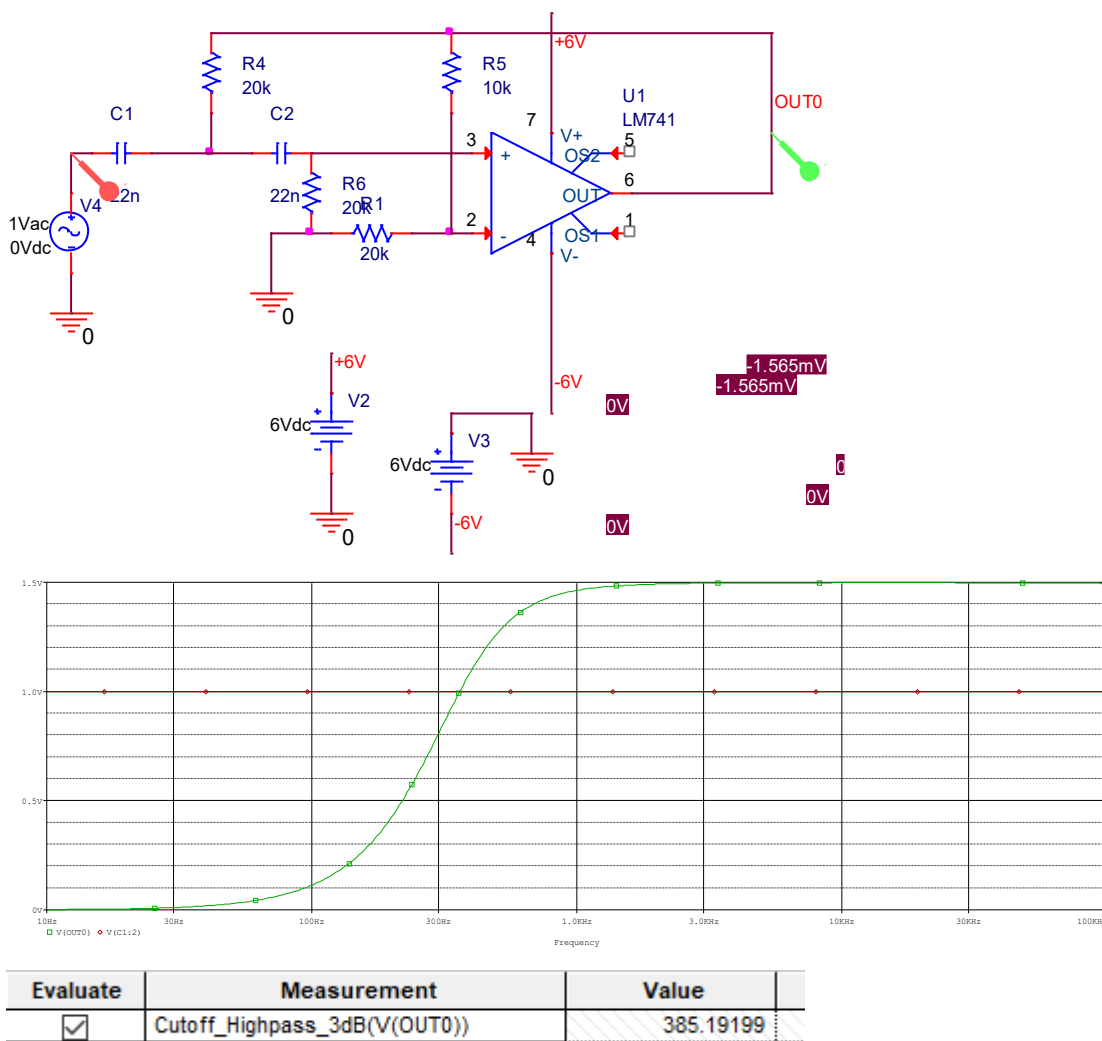 +6V
R4
20k
R5
10k
U1
LM741
OUT0
C1
C2
7
V+
5
OS2
3
+
6
OUT
22n
V4
1Vac
0Vdc
+
-
22n
R6
20k
R1
20k
2
-
4
OS1
1
V-
0
0
-6V
+6V
V2
6Vdc
+
-
0
V3
6Vdc
+
-
0
-6V
-1.565mV
-1.565mV
0V
0
0V
0V
1.5V
1.0V
0.5V
0V
10Hz 30Hz 100Hz 300Hz 1.0KHz 3.0KHz 10KHz 30KHz 100KH
V(OUT0) V(C1:2)
Frequency
Evaluate Measurement Value
Cutoff_Highpass_3dB(V(OUT0)) 385.19199